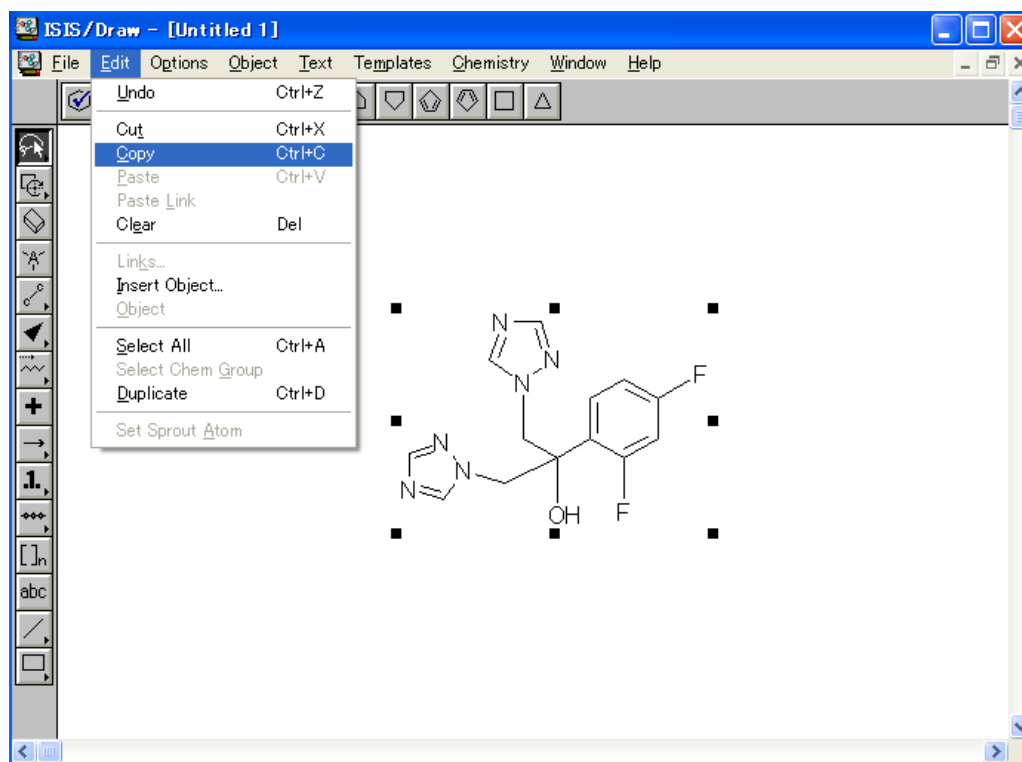 ISIS/Draw - [Untitled 1]
File Edit Options Object Text Templates Chemistry Window Help
Undo Ctrl+Z
Cut Ctrl+X
Copy Ctrl+C
Paste Ctrl+V
Paste Link
Clear Del
Links...
Insert Object...
Object
Select All Ctrl+A
Select Chem Group
Duplicate Ctrl+D
Set Sprout Atom
A
c
c
1.
[]n
abc
N
N
N
F
N
N
N
OH
F